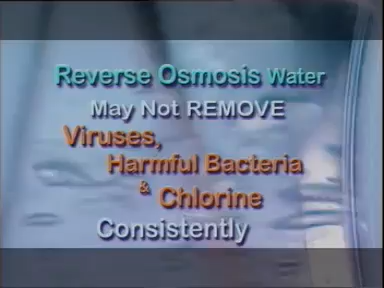 Reverse Osmosis Water
May Not REMOVE
Viruses,
Harmful Bacteria
& Chlorine
Consistently